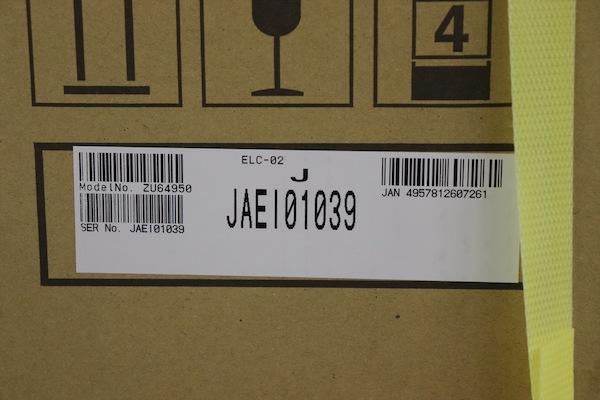 4
ELC-02
J
ModelNo. ZU64950
JAEI01039
JAN 4957812607261
SER No. JAEI01039